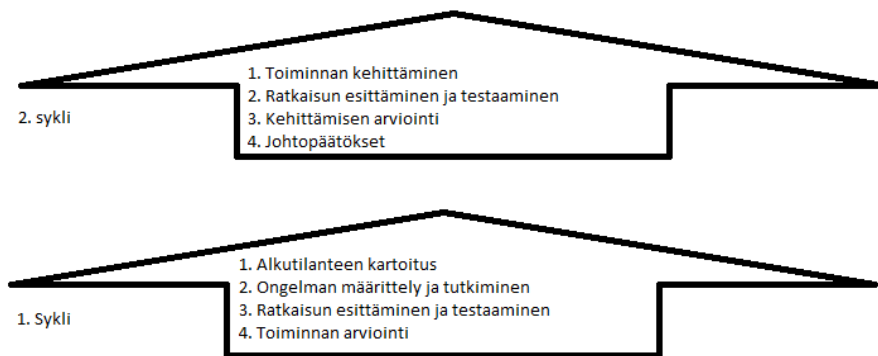 1. Toiminnan kehittäminen
2. Ratkaisun esittäminen ja testaaminen
3. Kehittämisen arviointi
4. Johtopäätökset
2. sykli
1. Alkutilanteen kartoitus
2. Ongelman määrittely ja tutkiminen
3. Ratkaisun esittäminen ja testaaminen
4. Toiminnan arviointi
1. Sykli